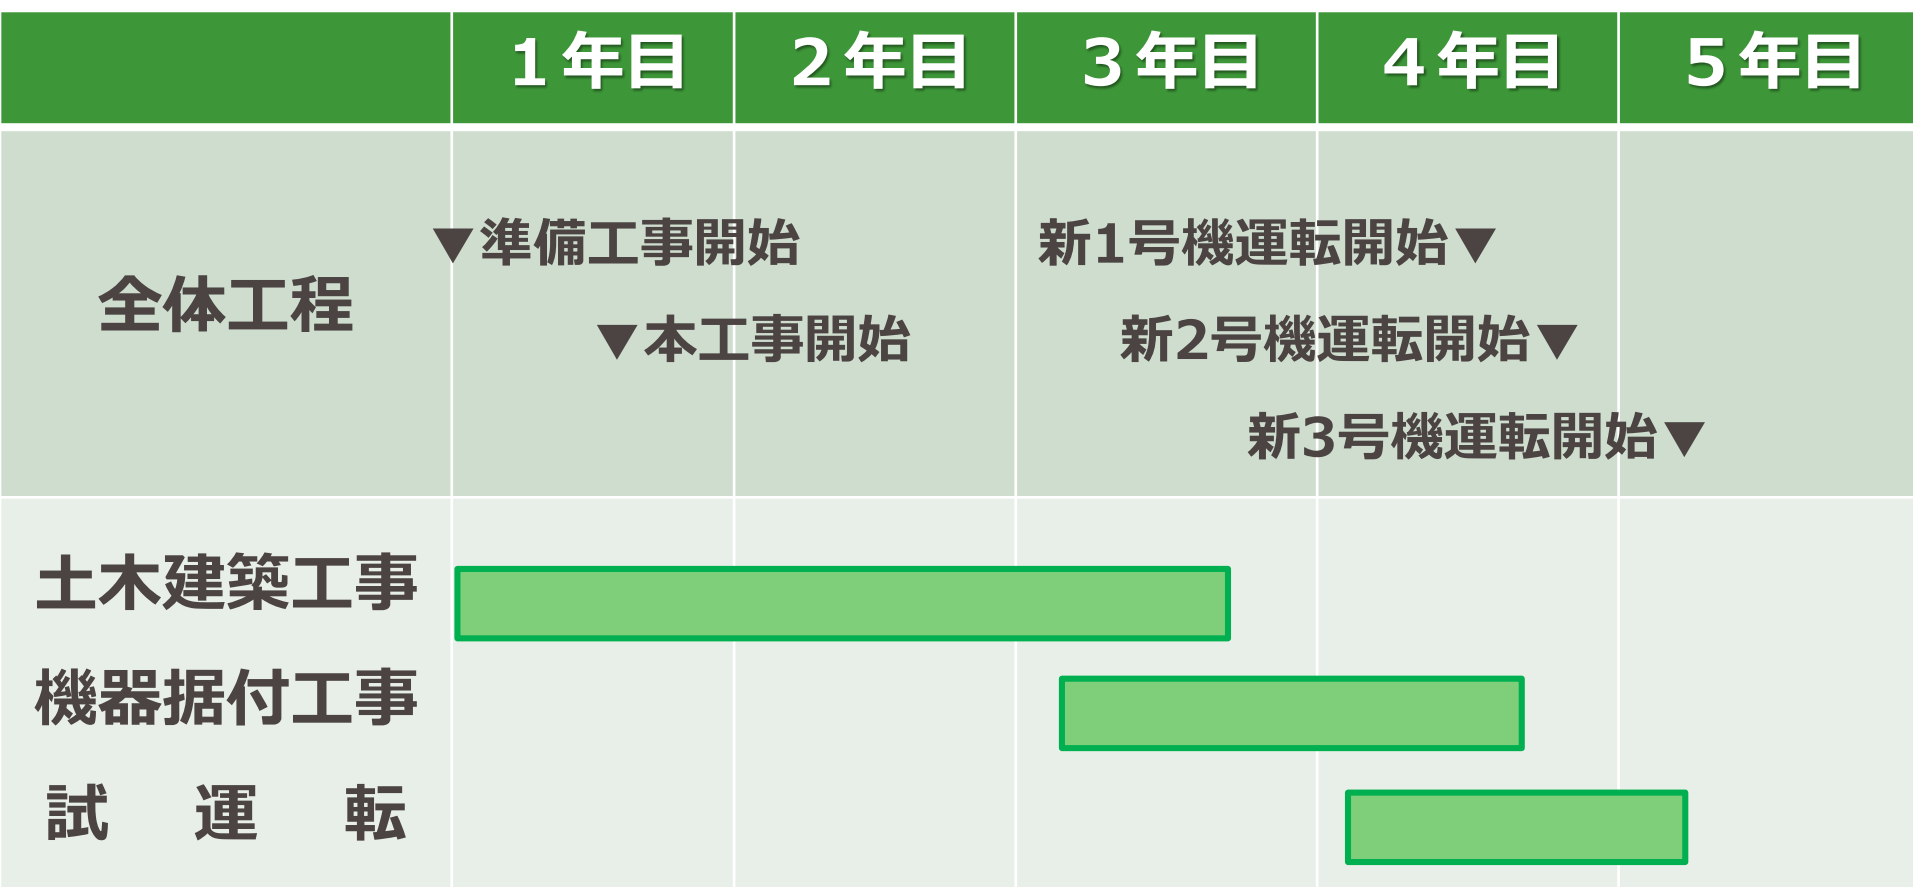 １年目 ２年目 ３年目 ４年目 ５年目
全体工程
▼準備工事開始
▼本工事開始
新1号機運転開始▼
新2号機運転開始▼
新3号機運転開始▼
土木建築工事
機器据付工事
試　運　転